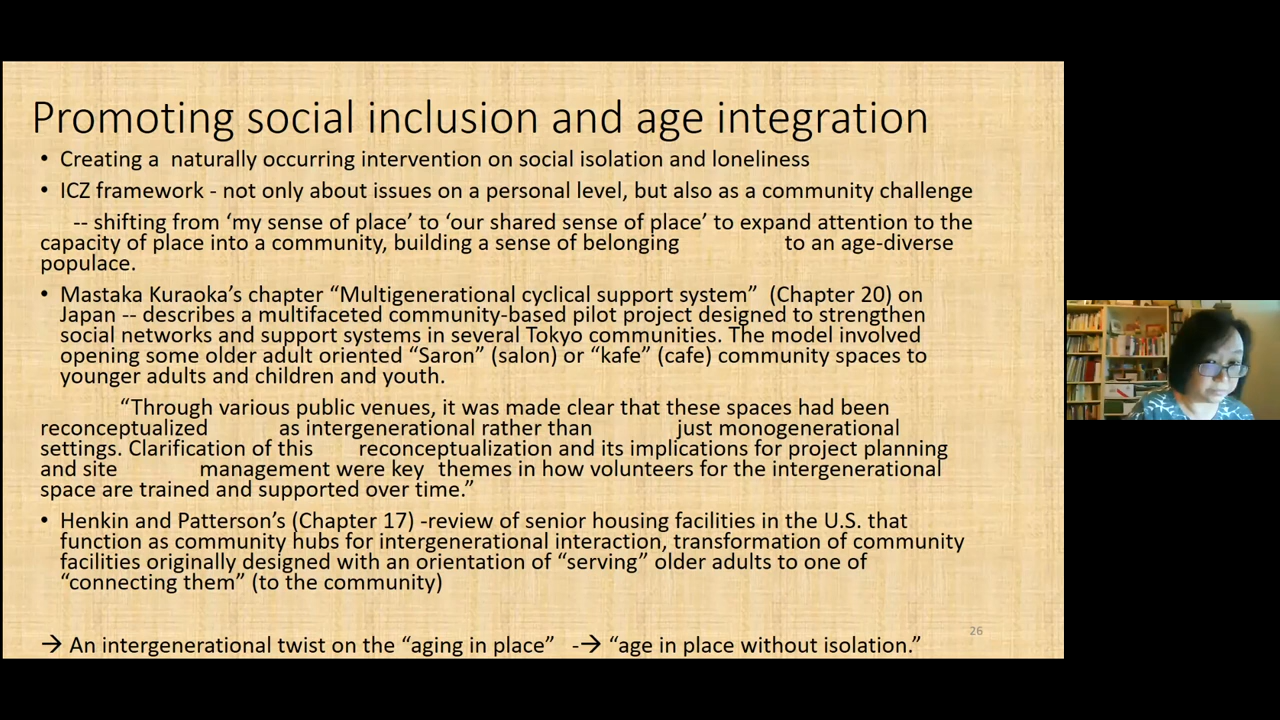 Promoting social inclusion and age integration
• Creating a naturally occurring intervention on social isolation and loneliness
• ICZ framework - not only about issues on a personal level, but also as a community challenge
-- shifting from ‘my sense of place’ to ‘our shared sense of place’ to expand attention to the
capacity of place into a community, building a sense of belonging to an age-diverse
populace.
• Mastaka Kuraoka’s chapter “Multigenerational cyclical support system” (Chapter 20) on
Japan -- describes a multifaceted community-based pilot project designed to strengthen
social networks and support systems in several Tokyo communities. The model involved
opening some older adult oriented “Saron” (salon) or “kafe” (cafe) community spaces to
younger adults and children and youth.
“Through various public venues, it was made clear that these spaces had been
reconceptualized as intergenerational rather than just monogenerational
settings. Clarification of this reconceptualization and its implications for project planning
and site management were key themes in how volunteers for the intergenerational
space are trained and supported over time.”
• Henkin and Patterson’s (Chapter 17) -review of senior housing facilities in the U.S. that
function as community hubs for intergenerational interaction, transformation of community
facilities originally designed with an orientation of “serving” older adults to one of
“connecting them” (to the community)
26
→ An intergenerational twist on the “aging in place” -→ “age in place without isolation.”